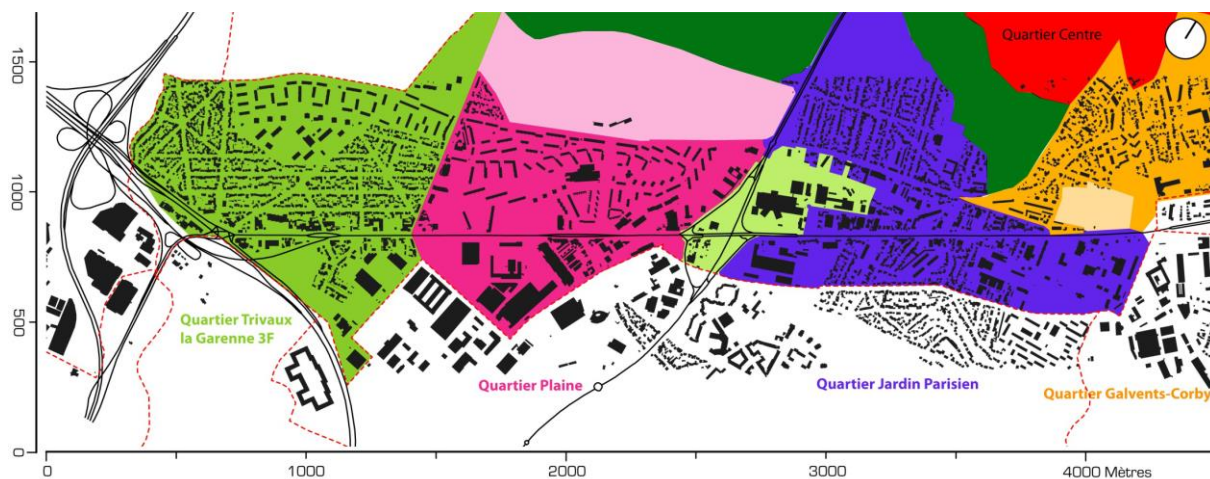 Quartier Centre
1500
1000
500
0
Quartier Trivaux
la Garenne 3F
Quartier Plaine
Quartier Jardin Parisien
Quartier Galvents-Corby
0
1000
2000
3000
4000 Mètres